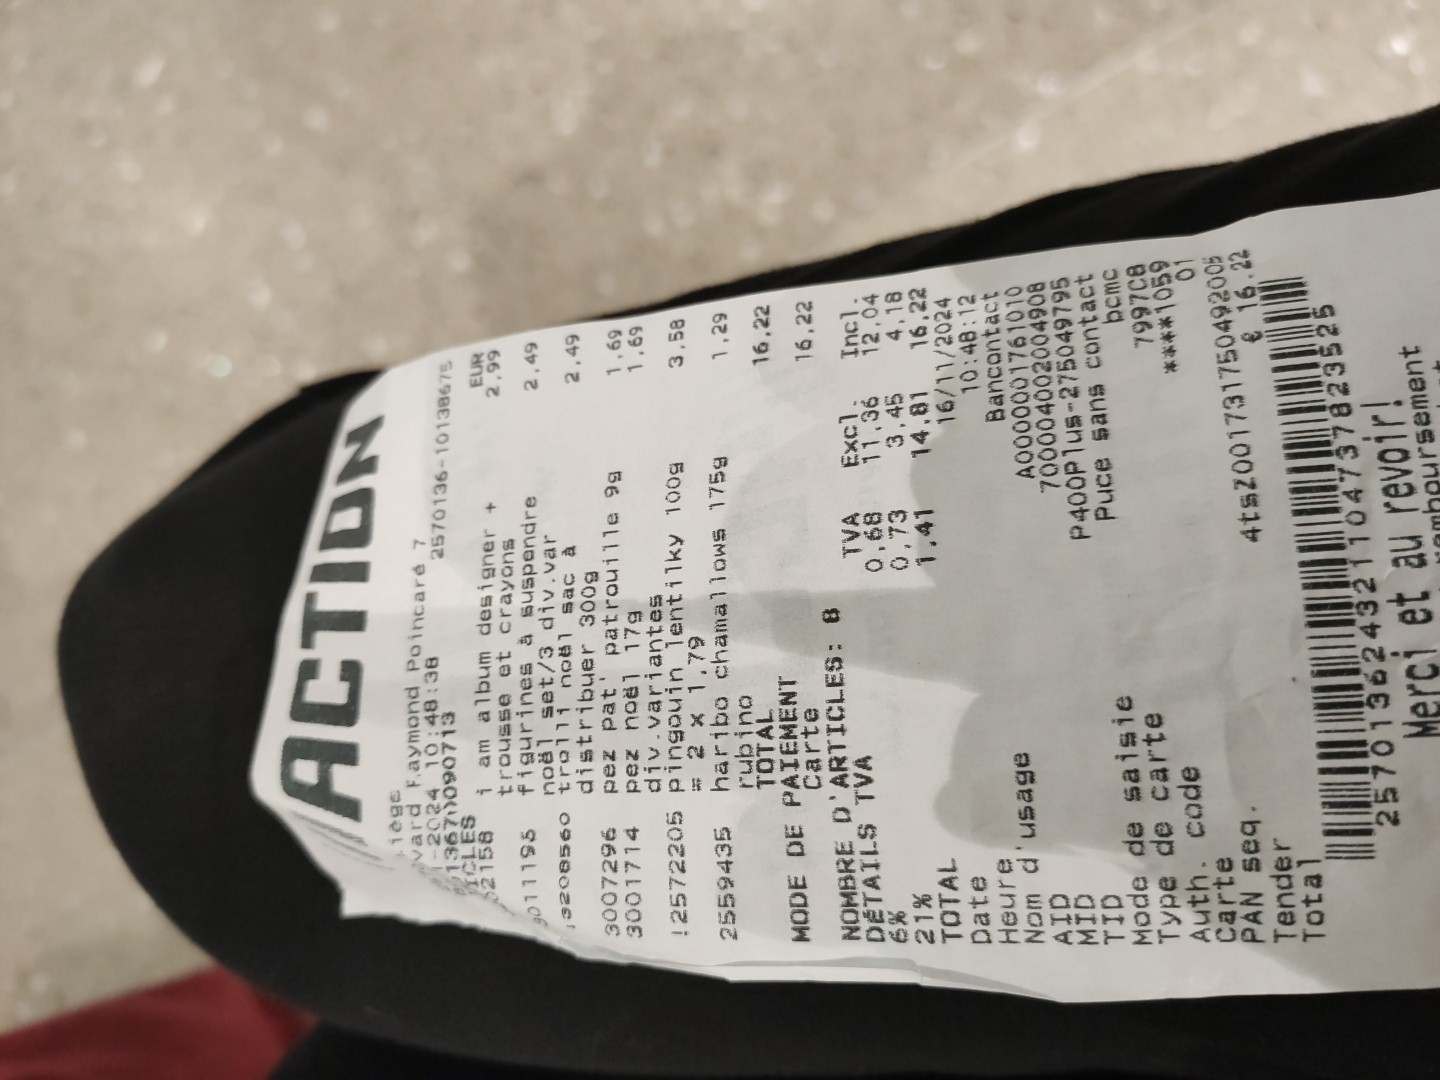 ACTION
vard Raymond Poincaré 7
10:48:38 2570136-10138675
EUR
i am album designer + 2,99
trousse et crayons
figurines à suspendre 2,49
noël set/3 div.var
3208560 trolli noël sac à 2,49
distribuer 300g
3007296 pez pat' patrouille 9g 1,69
3001714 pez noël 17g 1,69
div.variantes
!2572205 pingouin lentilky 100g 3,58
# 2 x 1,79
2559435 haribo chamallows 175g 1,29
rubino
TOTAL 16,22
MODE DE PAIEMENT
Carte 16,22
NOMBRE D'ARTICLES: 8
DÉTAILS TVA TVA Excl. Incl.
6% 0,68 11,36 12,04
21% 0,73 3,45 4,18
TOTAL 1,41 14,81 16,22
Date 16/11/2024
Heure 10:48:12
Nom d'usage Bancontact
AID A0000001761010
MID 700004002004908
TID P400Plus-275049795
Mode de saisie Puce sans contact
Type de carte bcmc
Auth. code 7997C8
Carte ****1059
PAN seq. 01
Tender 4tsZ001731750492005
Total € 16.22
257013624321104737823525
Merci et au revoir!
remboursement